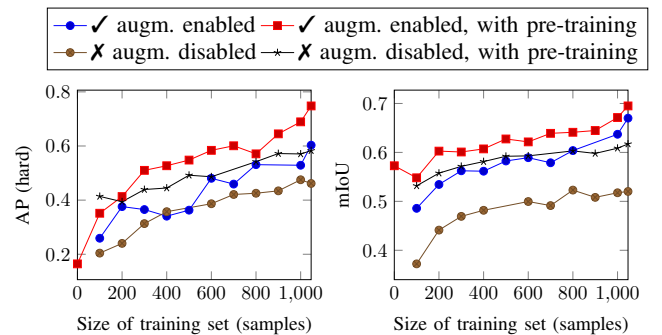 ✓ augm. enabled ✓ augm. enabled, with pre-training
✗ augm. disabled ✗ augm. disabled, with pre-training
0.8
0.6
0.4
0.2
AP (hard)
0 200 400 600 800 1,000
Size of training set (samples)
0.7
0.6
0.5
0.4
mIoU
0 200 400 600 800 1,000
Size of training set (samples)